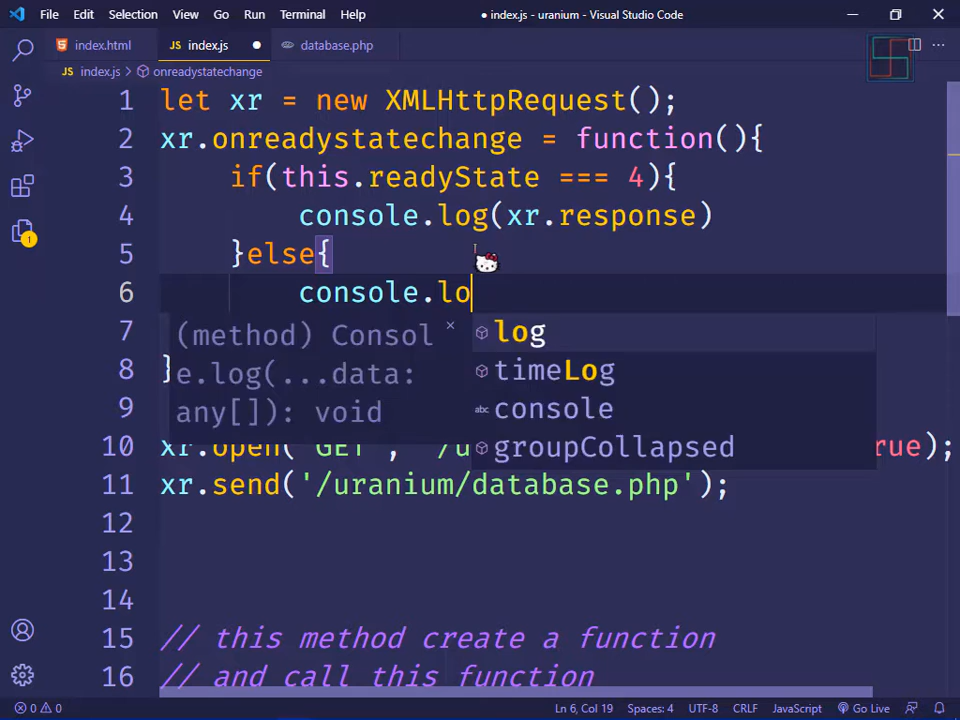 File Edit Selection View Go Run Terminal Help ● index.js - uranium - Visual Studio Code
index.html JS index.js ● database.php
JS index.js > onreadystatechange
1 let xr = new XMLHttpRequest();
2 xr.onreadystatechange = function(){
3 if(this.readyState === 4){
4 console.log(xr.response)
5 }else{
6 console.lo
7 (method) Consol × log
8 } e.log(...data: timeLog
9 any[]): void abc console
groupCollapsed
10 xr.open('GET', '/u rue);
11 xr.send('/uranium/database.php');
12
13
14
15 // this method create a function
16 // and call this function
1
0 0 Ln 6, Col 19 Spaces: 4 UTF-8 CRLF JavaScript Go Live